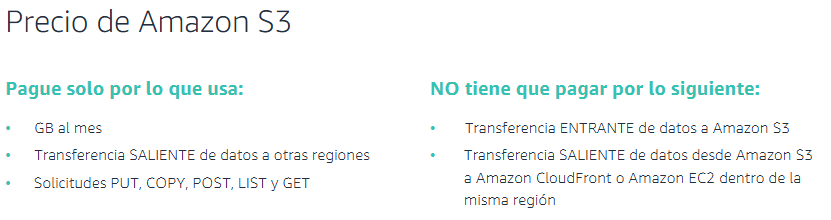 Precio de Amazon S3
Pague solo por lo que usa:
• GB al mes
• Transferencia SALIENTE de datos a otras regiones
• Solicitudes PUT, COPY, POST, LIST y GET
NO tiene que pagar por lo siguiente:
• Transferencia ENTRANTE de datos a Amazon S3
• Transferencia SALIENTE de datos desde Amazon S3
a Amazon CloudFront o Amazon EC2 dentro de la
misma región